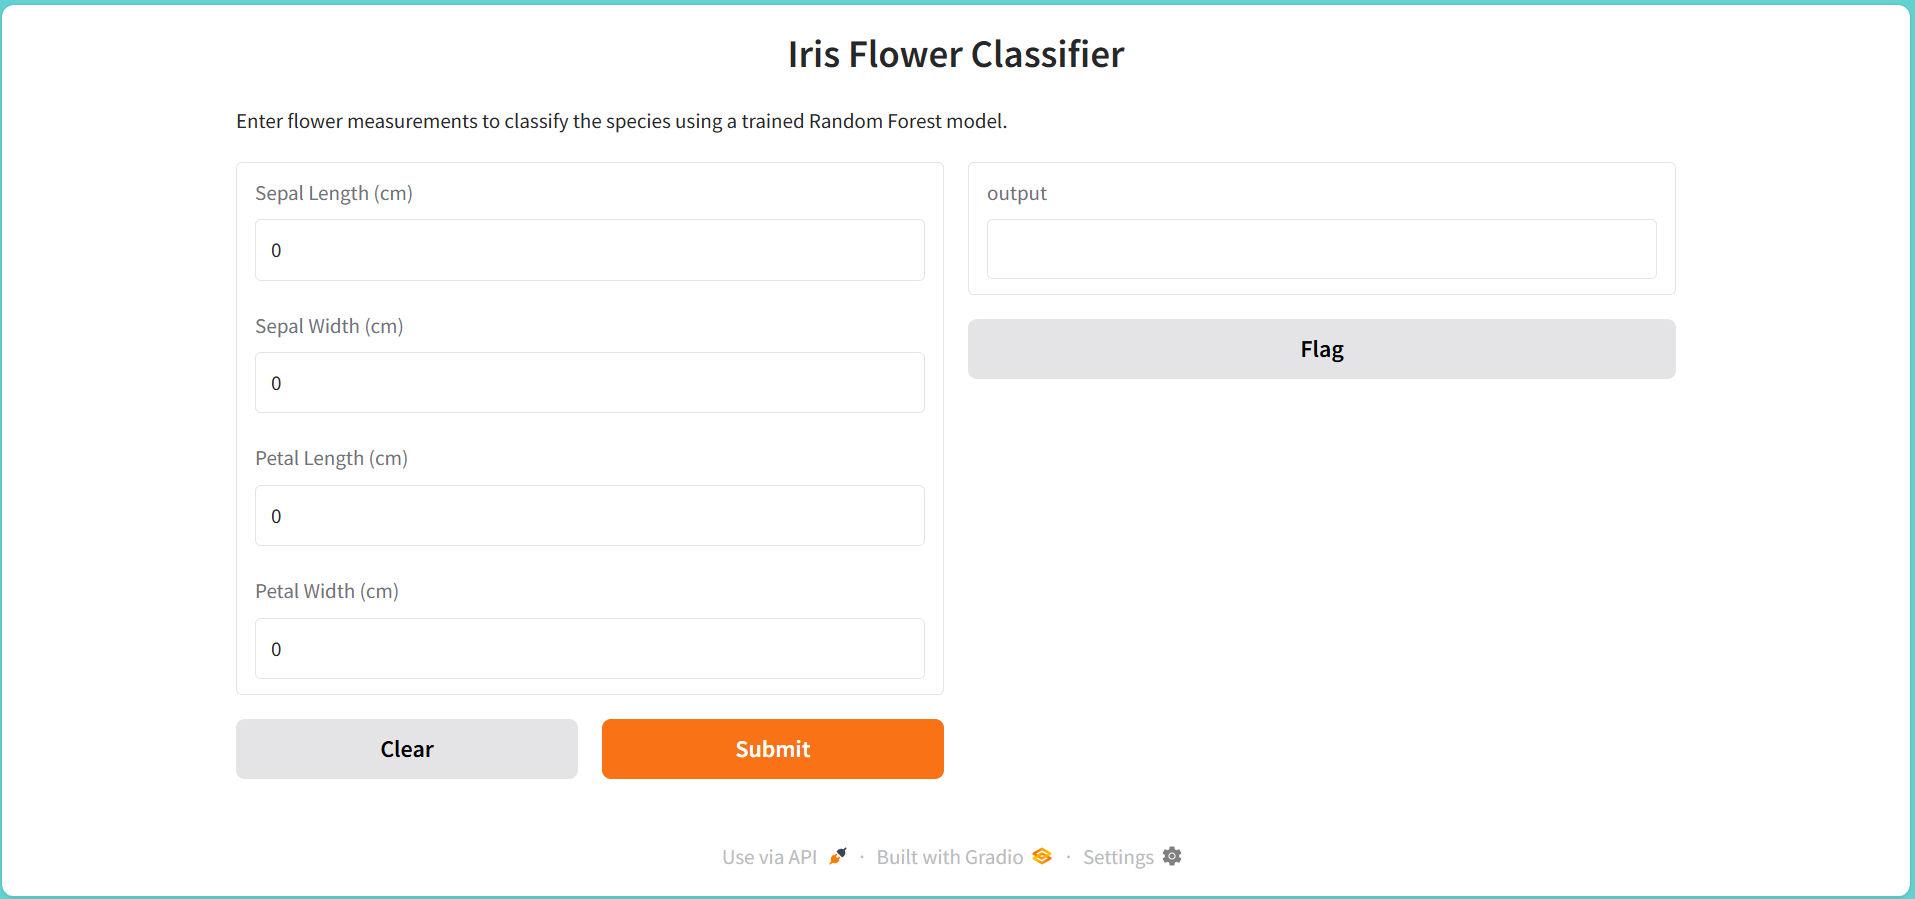 Iris Flower Classifier
Enter flower measurements to classify the species using a trained Random Forest model.
Sepal Length (cm)
0
Sepal Width (cm)
0
Petal Length (cm)
0
Petal Width (cm)
0
Clear
Submit
output
Flag
Use via API · Built with Gradio · Settings